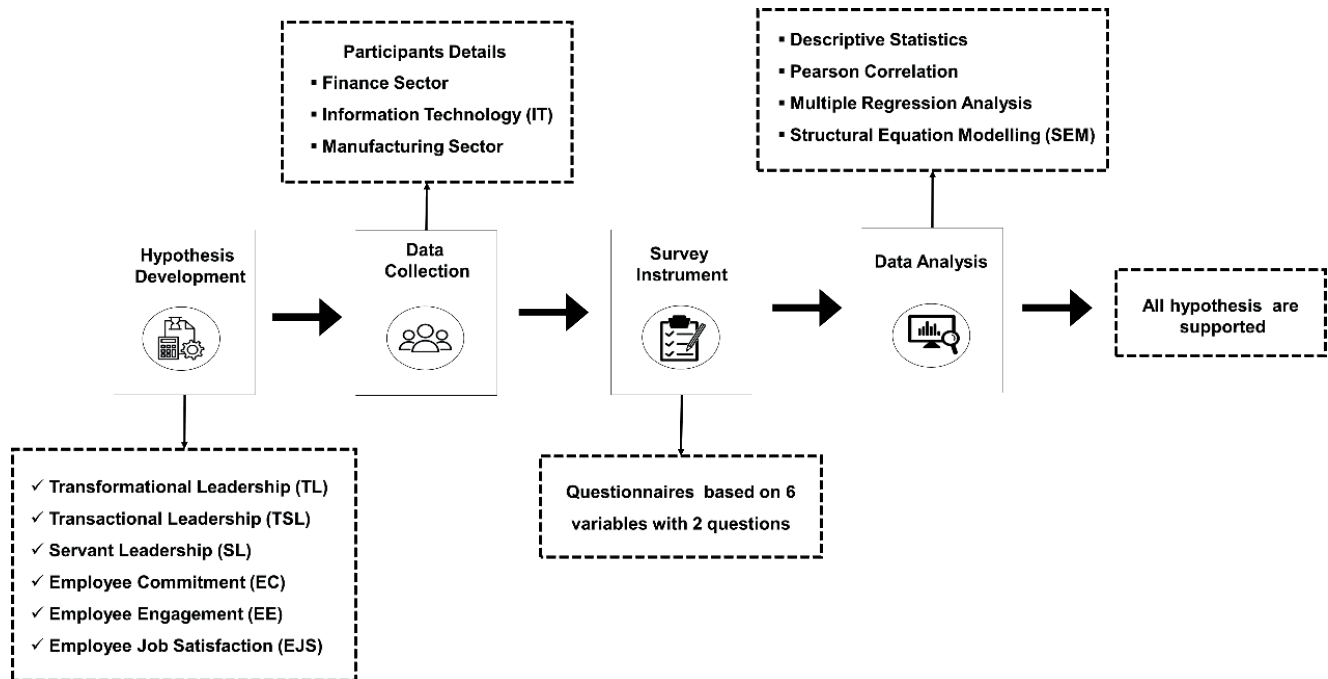 Participants Details
▪ Finance Sector
▪ Information Technology (IT)
▪ Manufacturing Sector
▪ Descriptive Statistics
▪ Pearson Correlation
▪ Multiple Regression Analysis
▪ Structural Equation Modelling (SEM)
Hypothesis
Development
Data
Collection
Survey
Instrument
Data Analysis
All hypothesis are
supported
✓ Transformational Leadership (TL)
✓ Transactional Leadership (TSL)
✓ Servant Leadership (SL)
✓ Employee Commitment (EC)
✓ Employee Engagement (EE)
✓ Employee Job Satisfaction (EJS)
Questionnaires based on 6
variables with 2 questions